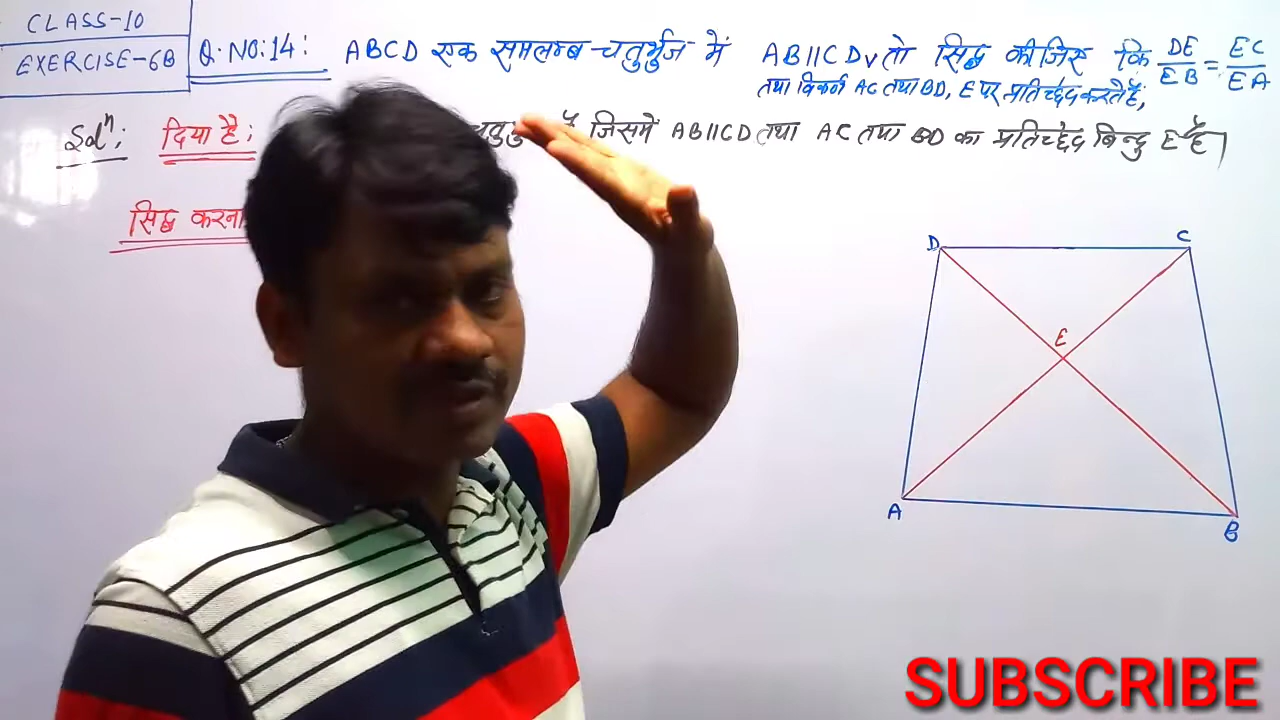 CLASS-10
EXERCISE-6B
Q.NO:14: ABCD एक समलम्ब चतुर्भुज में AB||CD v तो सिद्ध कीजिए कि DE/EB = EC/EA
तथा विकर्ण AC तथा BD, E पर प्रतिच्छेद करते हैं,
Solⁿ: दिया है: है जिसमें AB||CD तथा AC तथा BD का प्रतिच्छेद बिन्दु E है।
सिद्ध करना
D C
E
A B
SUBSCRIBE